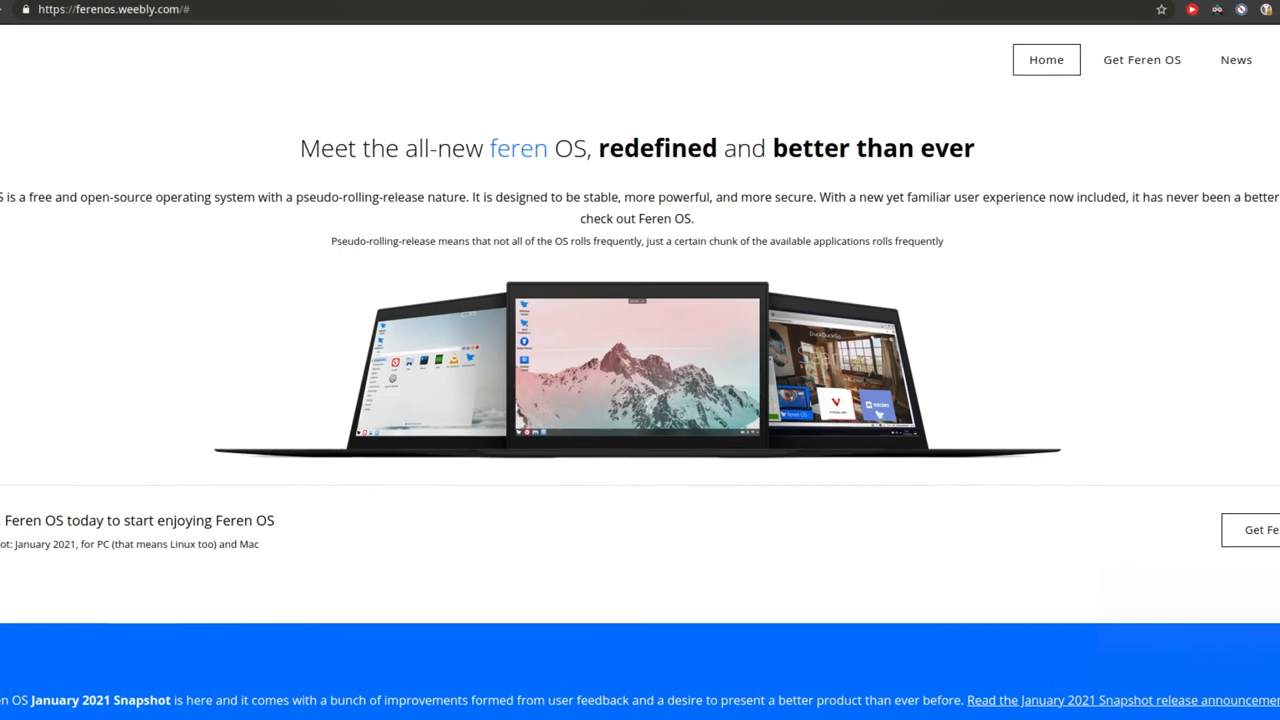 https://ferenos.weebly.com/#
Home
Get Feren OS
News
Meet the all-new feren OS, redefined and better than ever
S is a free and open-source operating system with a pseudo-rolling-release nature. It is designed to be stable, more powerful, and more secure. With a new yet familiar user experience now included, it has never been a better
check out Feren OS.
Pseudo-rolling-release means that not all of the OS rolls frequently, just a certain chunk of the available applications rolls frequently
DuckDuckGo
feren OS
DISCORD
Feren OS today to start enjoying Feren OS
ot: January 2021, for PC (that means Linux too) and Mac
Get Fe
en OS January 2021 Snapshot is here and it comes with a bunch of improvements formed from user feedback and a desire to present a better product than ever before. Read the January 2021 Snapshot release announcemen